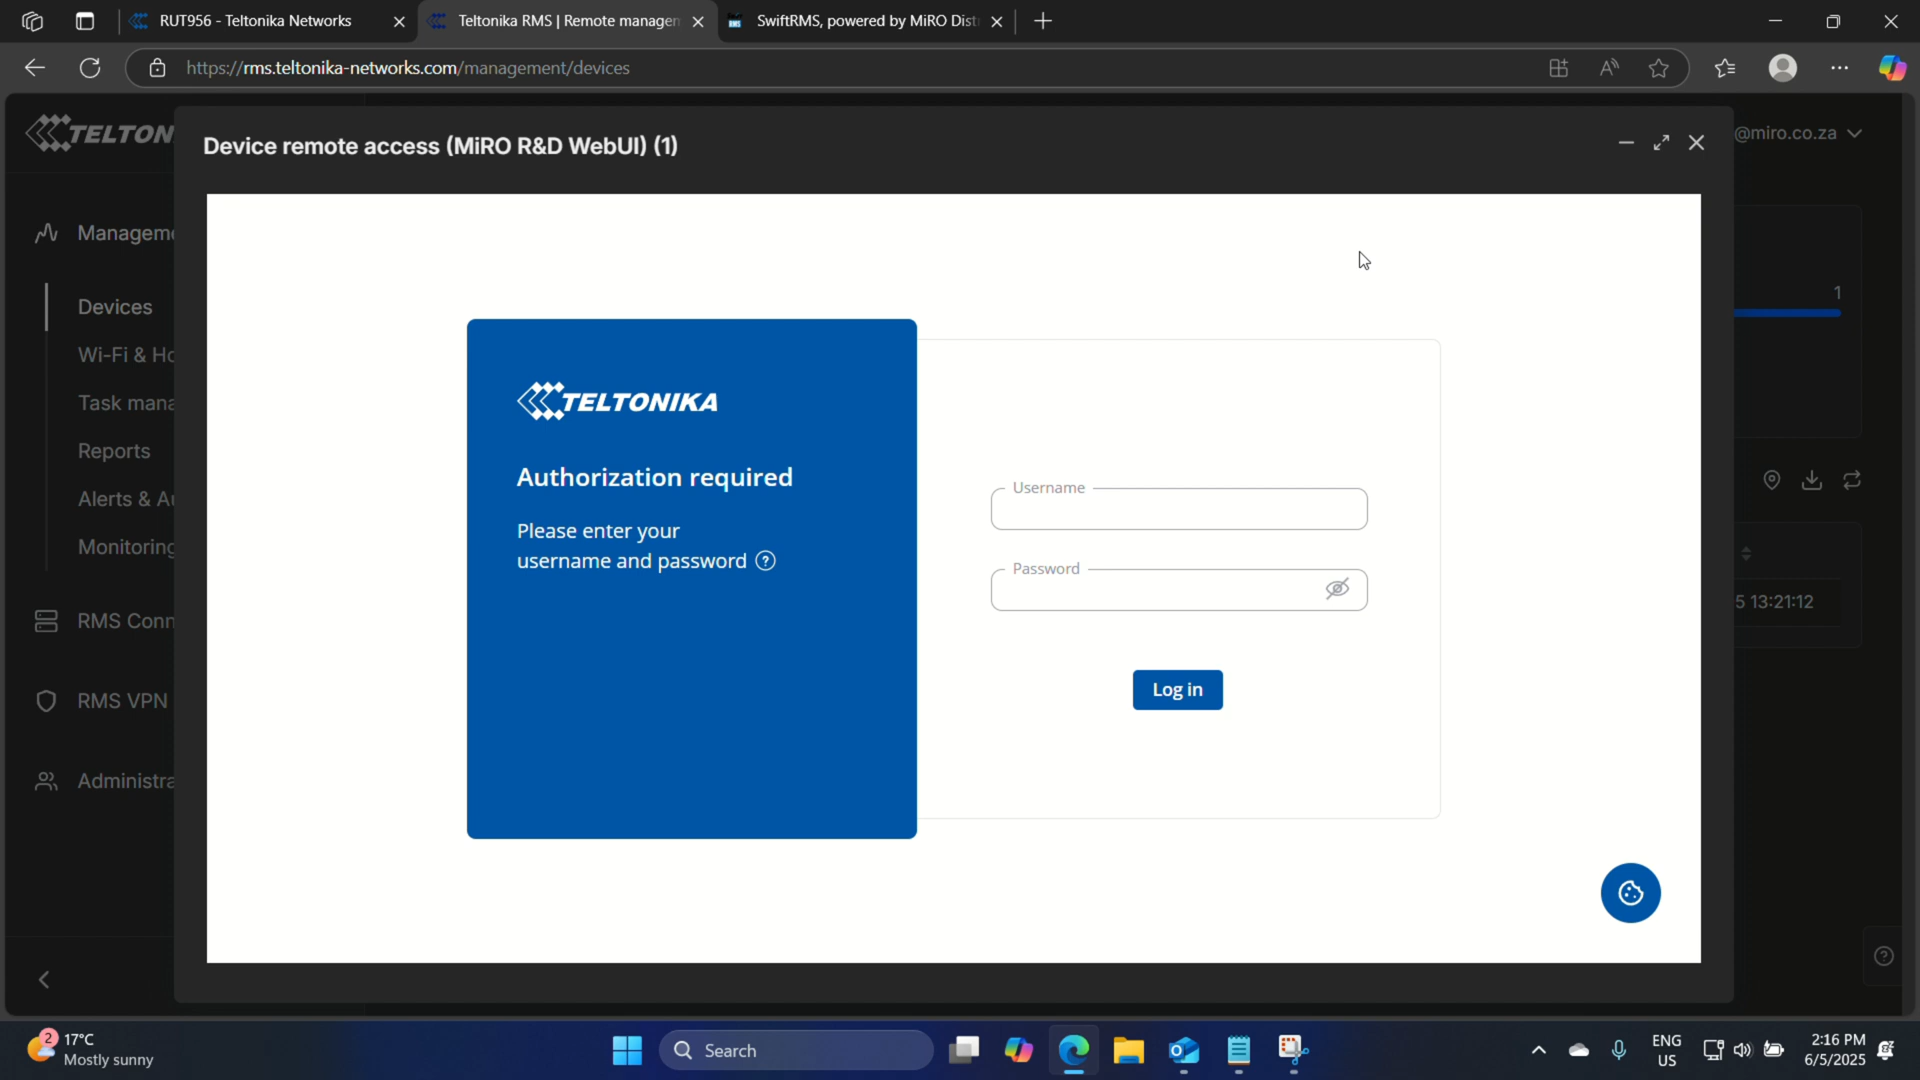 RUT956 - Teltonika Networks
Teltonika RMS | Remote managem
SwiftRMS, powered by MiRO Dist
https://rms.teltonika-networks.com/management/devices
TELTON
Device remote access (MiRO R&D WebUI) (1)
@miro.co.za
Manageme
Devices
Wi-Fi & Ho
Task mana
Reports
Alerts & Au
Monitoring
RMS Conn
RMS VPN
Administra
1
5 13:21:12
TELTONIKA
Authorization required
Please enter your
username and password
Username
Password
Log in
2
17°C
Mostly sunny
Search
ENG
US
2:16 PM
6/5/2025